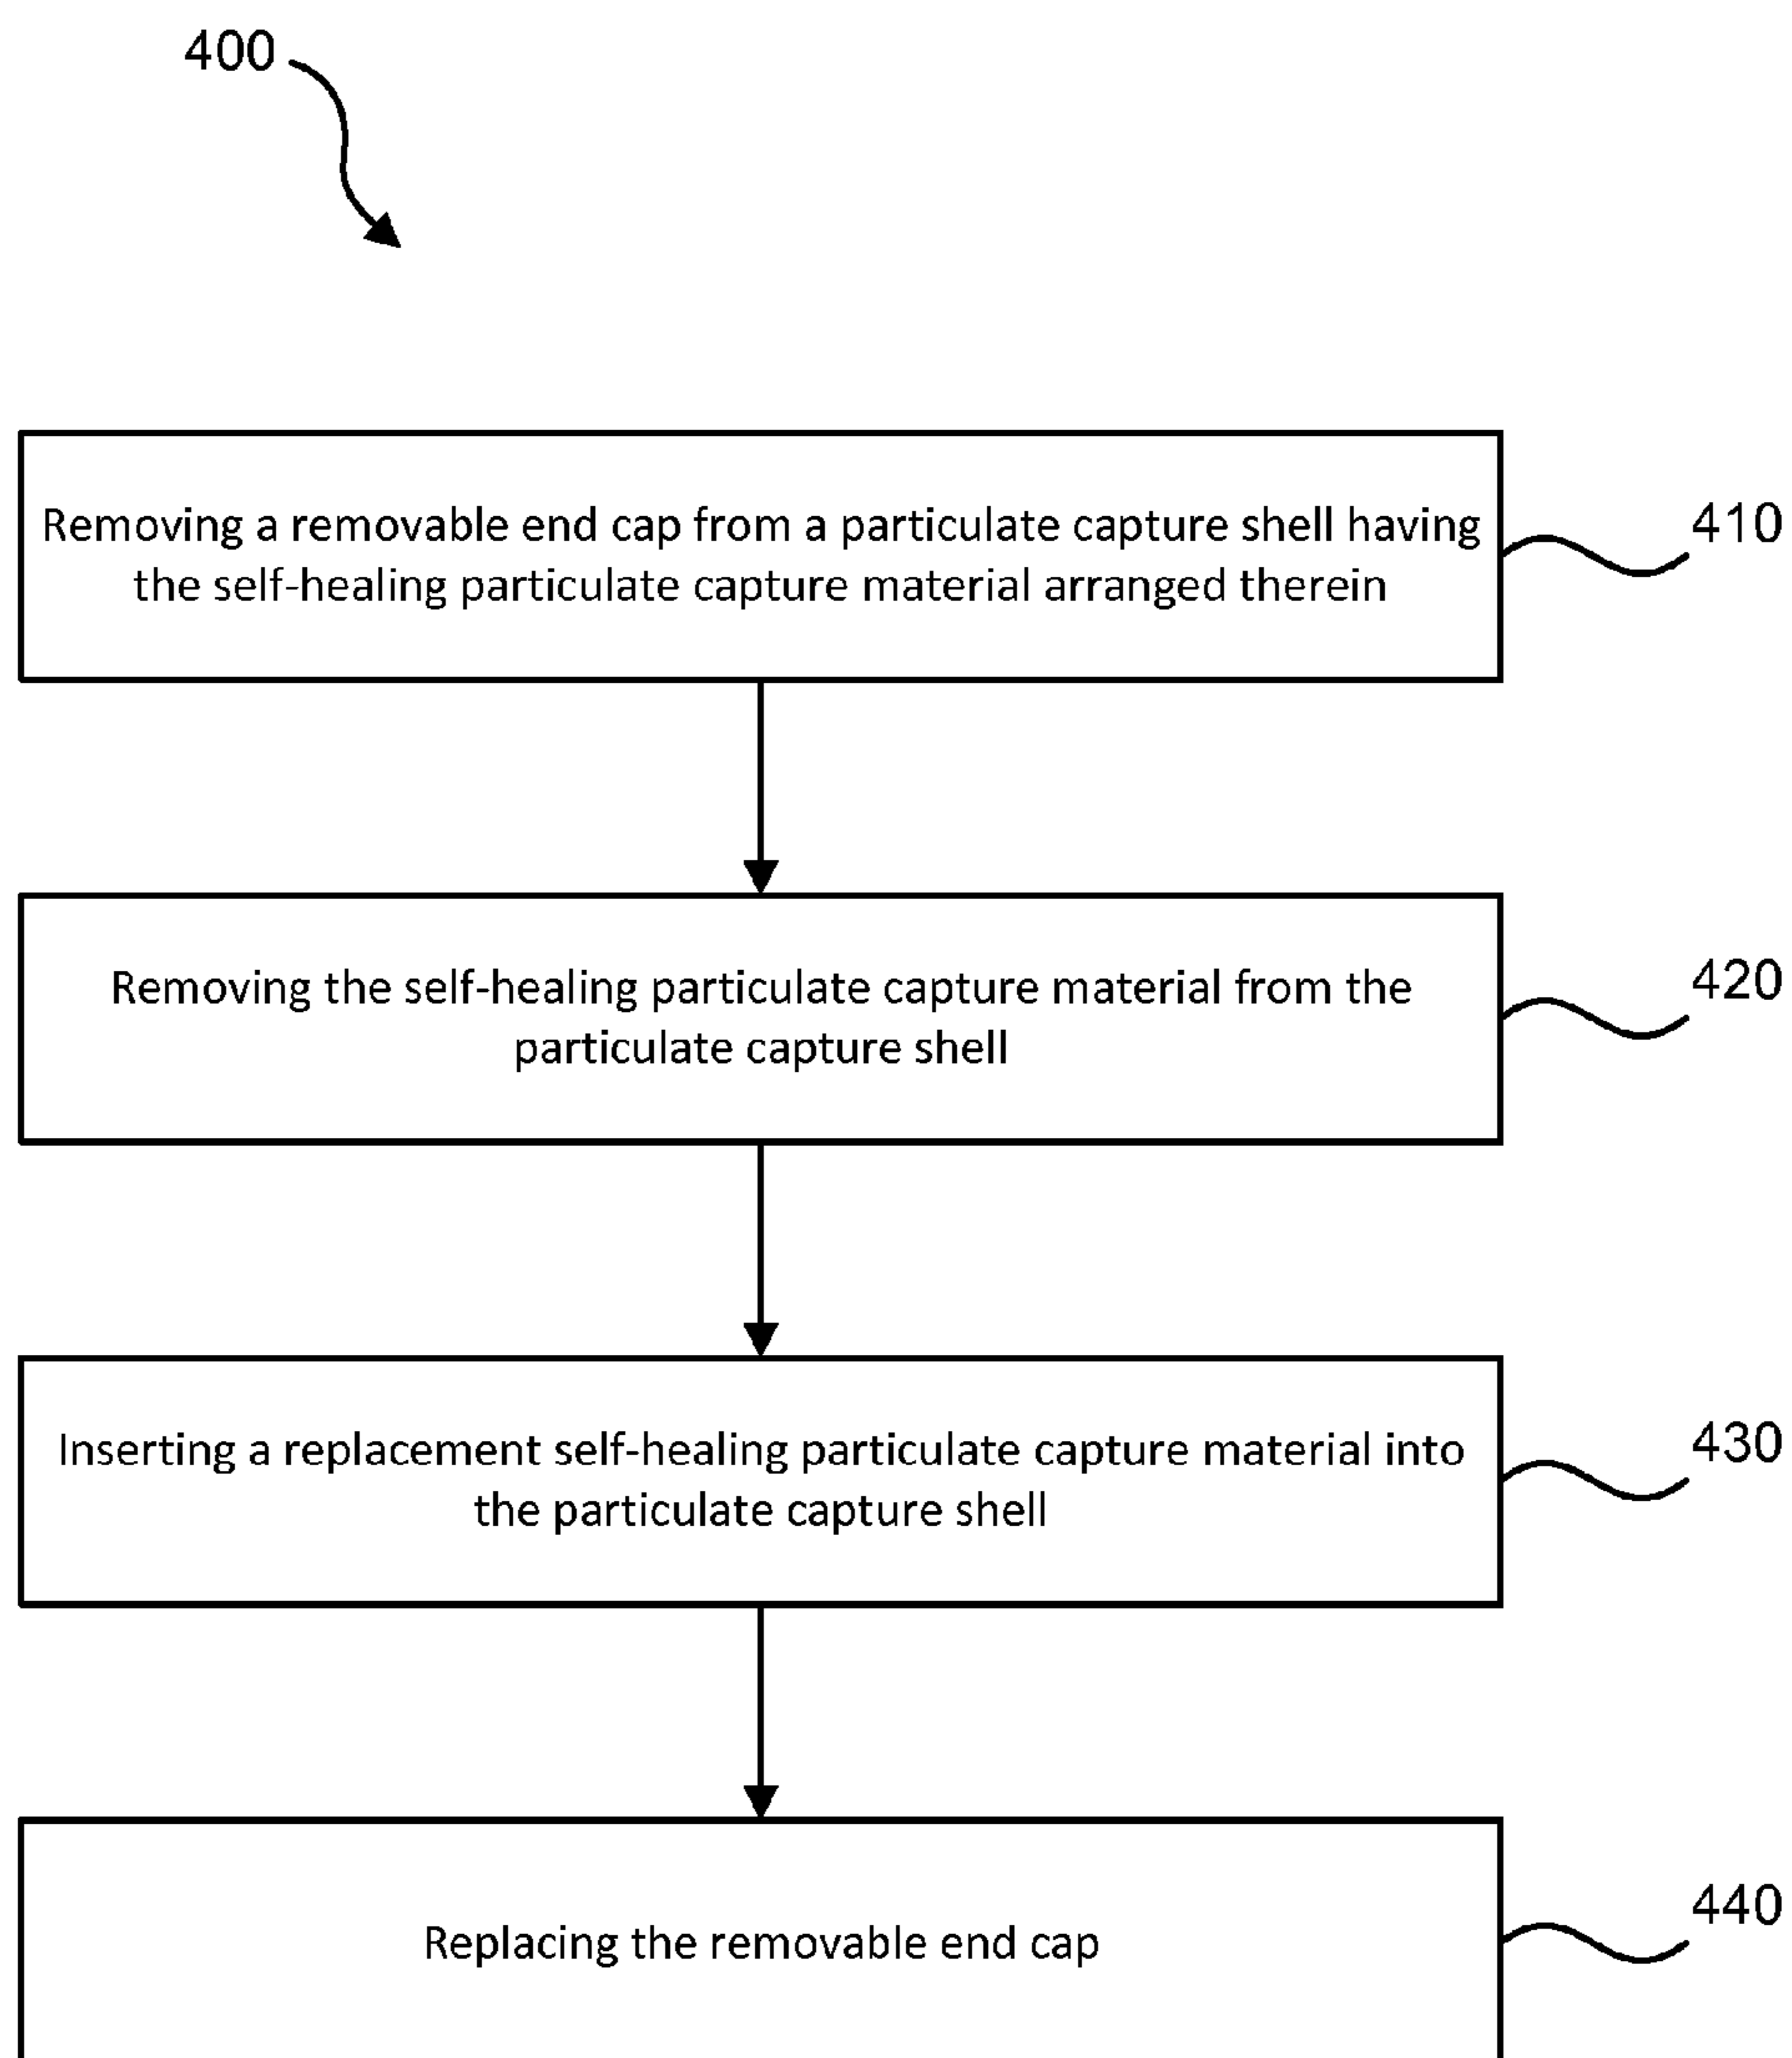 400
Removing a removable end cap from a particulate capture shell having
the self-healing particulate capture material arranged therein
410
Removing the self-healing particulate capture material from the
particulate capture shell
420
Inserting a replacement self-healing particulate capture material into
the particulate capture shell
430
Replacing the removable end cap
440